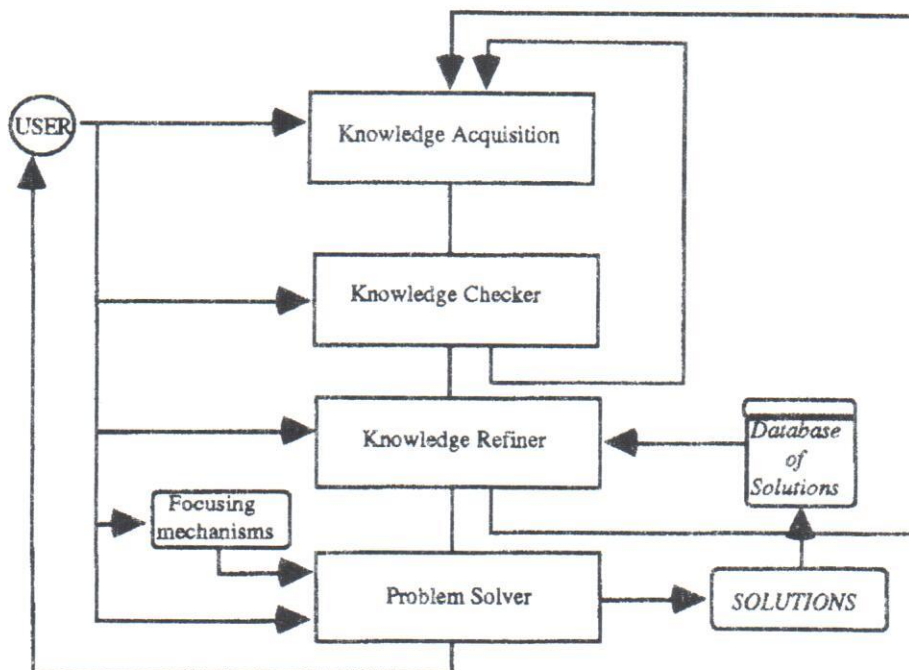 USER
Knowledge Acquisition
Knowledge Checker
Knowledge Refiner
Database
of
Solutions
Focusing
mechanisms
Problem Solver
SOLUTIONS